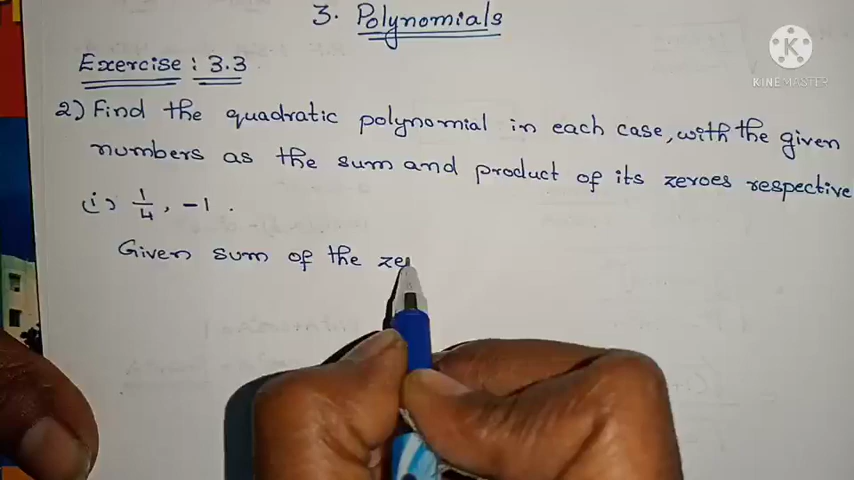 3. Polynomials
K
KINEMASTER
Exercise : 3.3
2) Find the quadratic polynomial in each case, with the given
numbers as the sum and product of its zeroes respective
(i) 1/4, -1.
Given sum of the ze